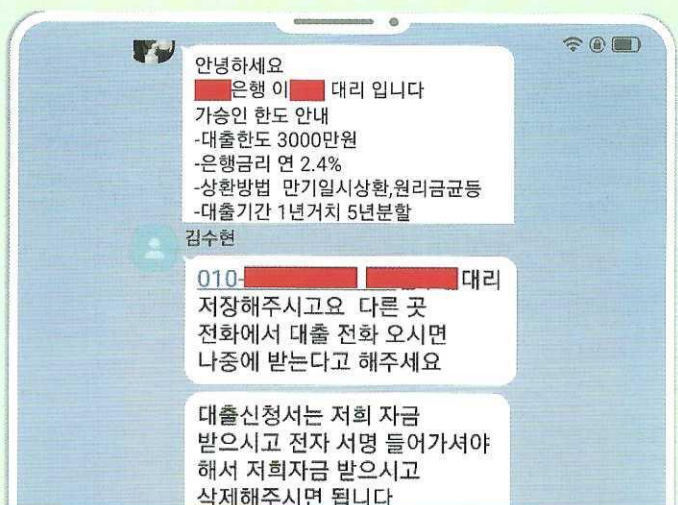 안녕하세요
은행 이 대리 입니다
가승인 한도 안내
-대출한도 3000만원
-은행금리 연 2.4%
-상환방법 만기일시상환,원리금균등
-대출기간 1년거치 5년분할
김수현
010- 대리
저장해주시고요 다른 곳
전화에서 대출 전화 오시면
나중에 받는다고 해주세요
대출신청서는 저희 자금
받으시고 전자 서명 들어가셔야
해서 저희자금 받으시고
삭제해주시면 됩니다